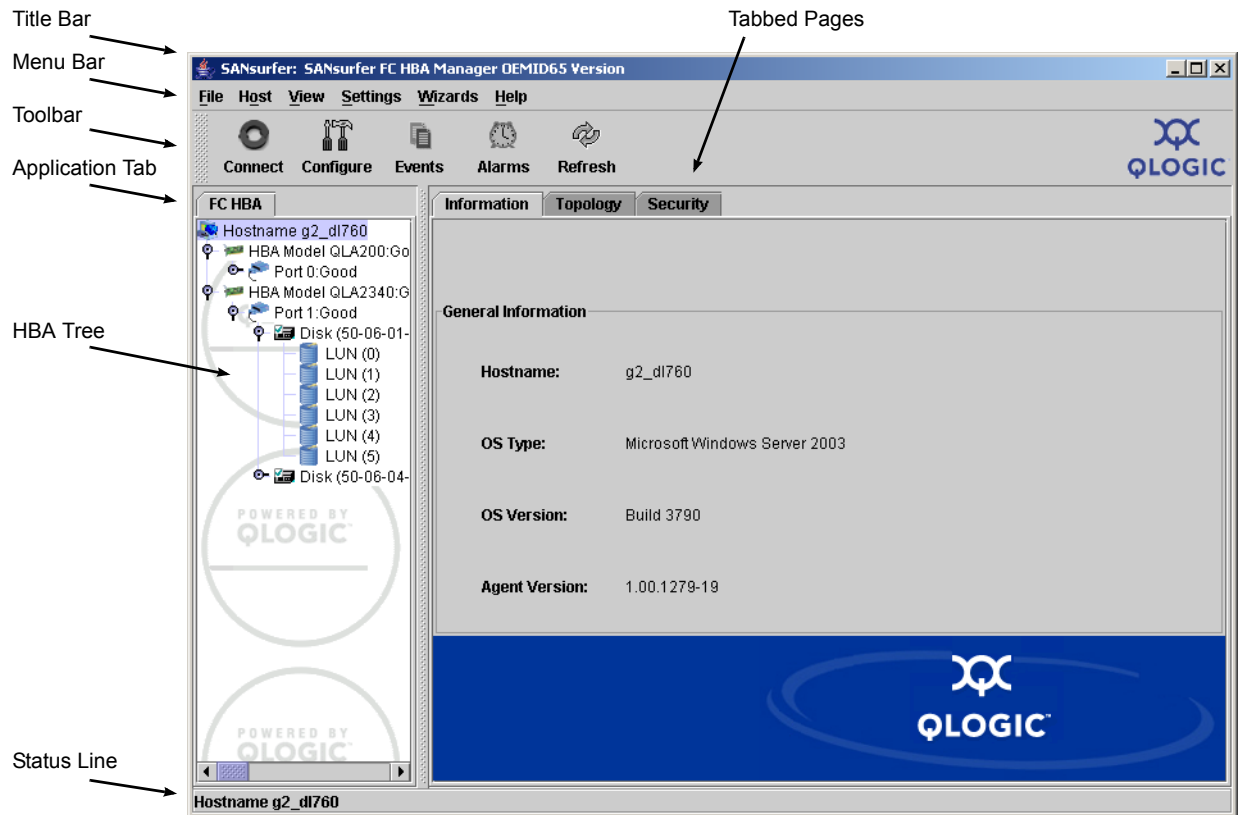 Title Bar
Tabbed Pages
Menu Bar
SANsurfer: SANsurfer FC HBA Manager OEMID65 Version
File Host View Settings Wizards Help
Toolbar
Connect Configure Events Alarms Refresh
QLOGIC
Application Tab
FC HBA
Information Topology Security
Hostname g2_dl760
HBA Model QLA200:Go
Port 0:Good
HBA Model QLA2340:G
Port 1:Good
HBA Tree
Disk (50-06-01-
LUN (0)
LUN (1)
LUN (2)
LUN (3)
LUN (4)
LUN (5)
Disk (50-06-04-
POWERED BY
QLOGIC
POWERED BY
QLOGIC
General Information
Hostname: g2_dl760
OS Type: Microsoft Windows Server 2003
OS Version: Build 3790
Agent Version: 1.00.1279-19
QLOGIC™
Status Line
Hostname g2_dl760